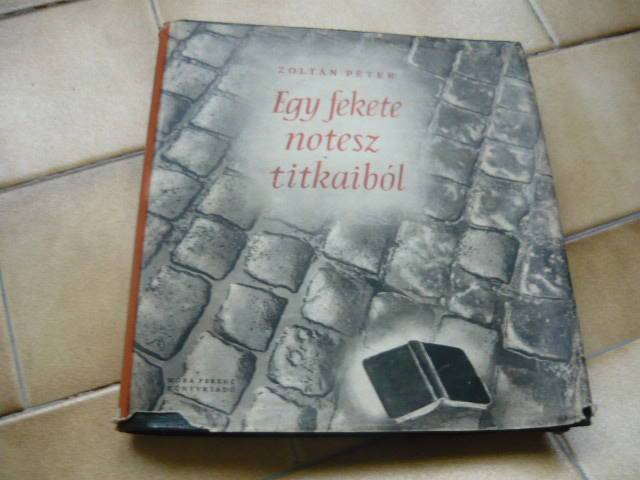 ZOLTÁN PÉTER
Egy fekete
notesz
titkaiból
MÓRA FERENC
KÖNYVKIADÓ